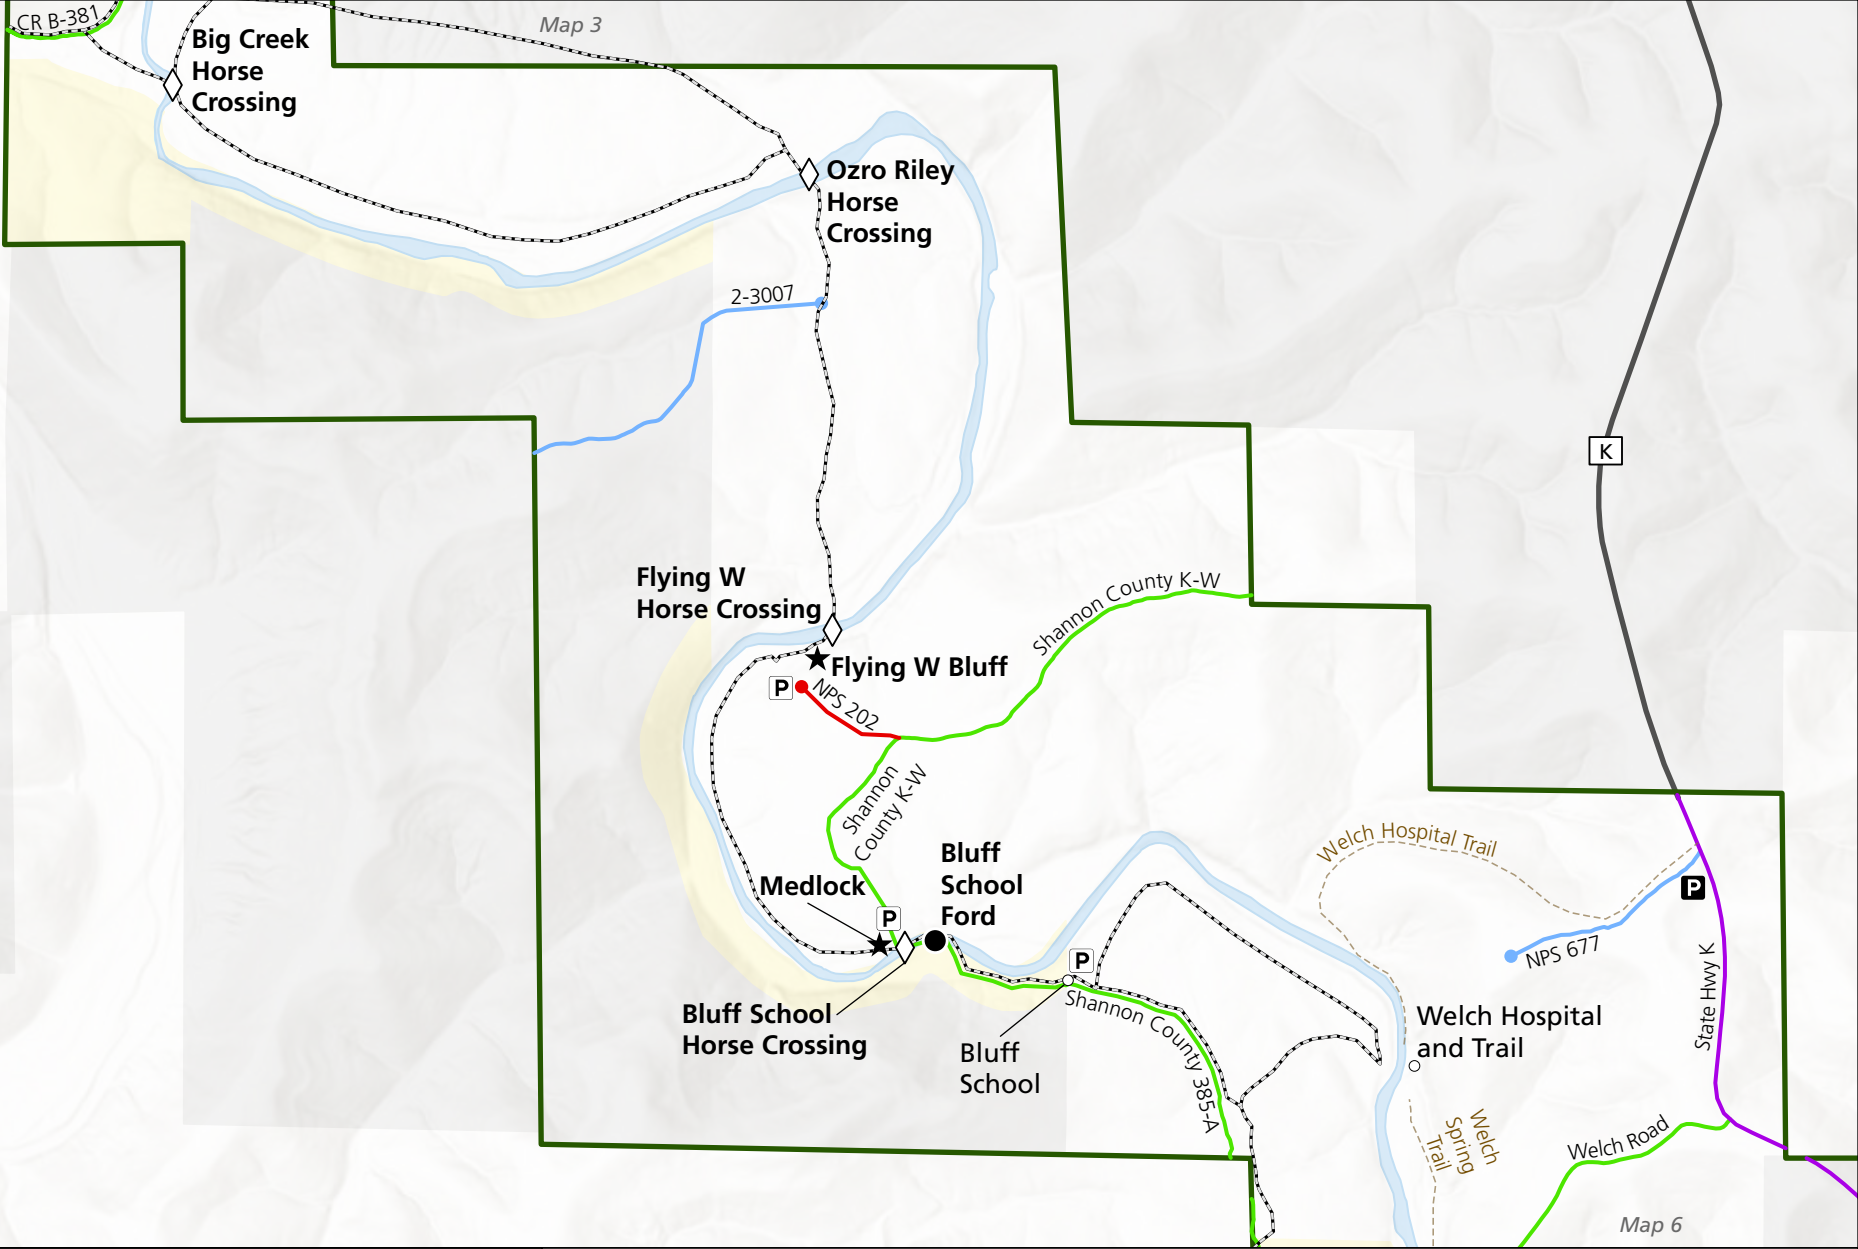 CR B-381
Map 3
Big Creek
Horse
Crossing
Ozro Riley
Horse
Crossing
2-3007
K
Flying W
Horse Crossing
Shannon County K-W
Flying W Bluff
P
NPS 202
Shannon
County K-W
Welch Hospital Trail
Bluff
School
Ford
Medlock
P
P
NPS 677
State Hwy K
P
Bluff School
Horse Crossing
Shannon County 385-A
Bluff
School
Welch Hospital
and Trail
Welch
Spring
Trail
Welch Road
Map 6